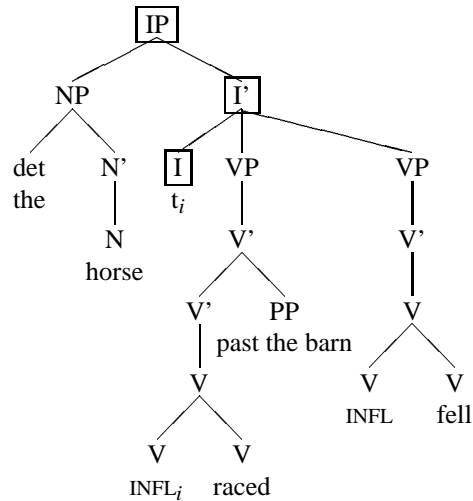 IP
NP I’
det N’ I VP VP
the t_i
N V’ V’
horse
V’ PP V
past the barn
V V V
INFL fell
V V
INFL_i raced